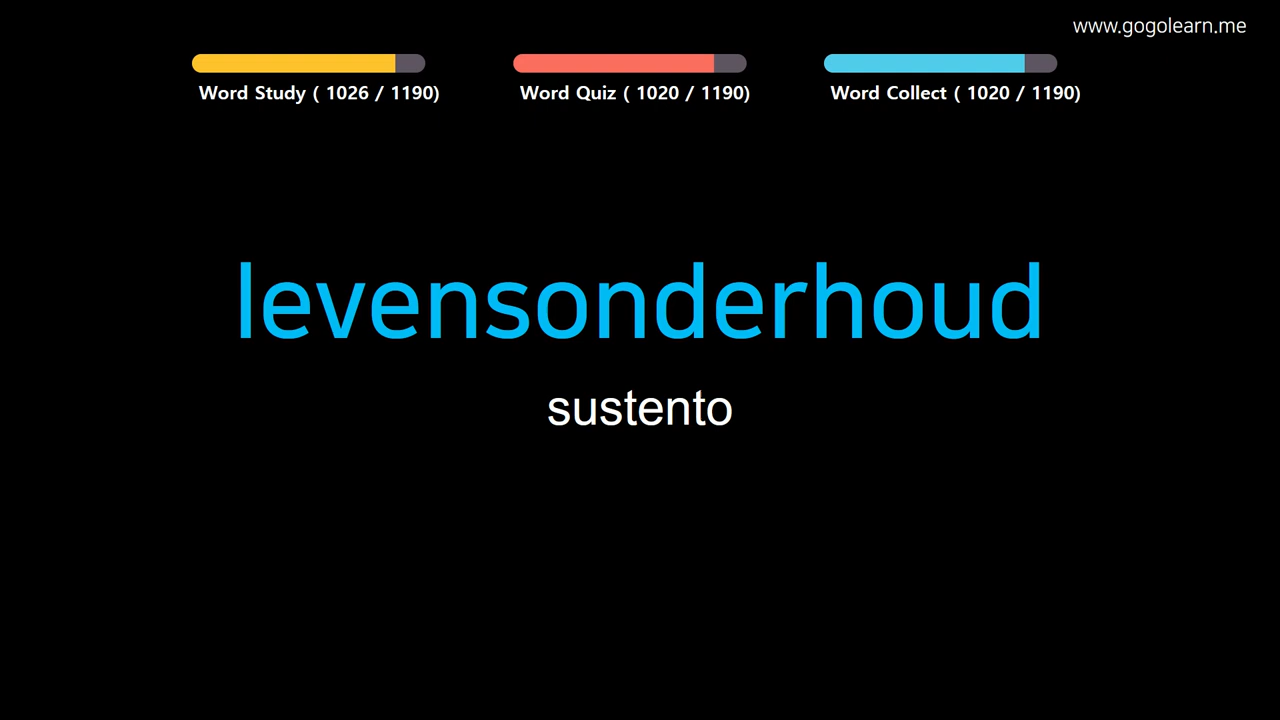 www.gogolearn.me
Word Study ( 1026 / 1190)
Word Quiz ( 1020 / 1190)
Word Collect ( 1020 / 1190)
levensonderhoud
sustento